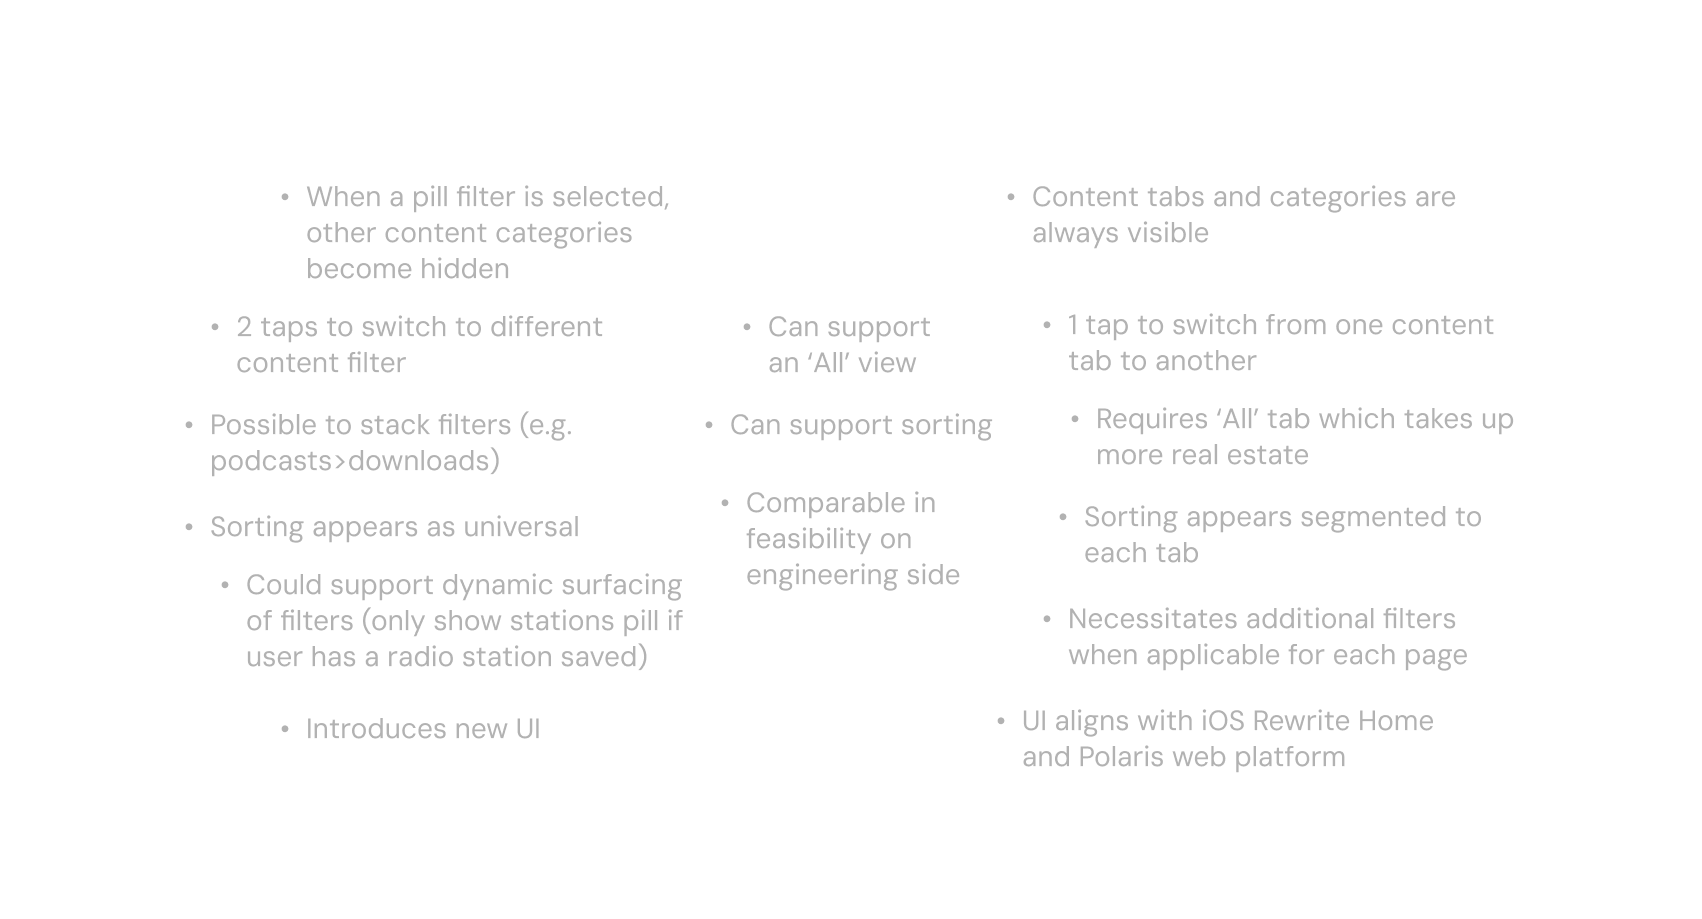 • When a pill filter is selected,
other content categories
become hidden
• 2 taps to switch to different
content filter
• Possible to stack filters (e.g.
podcasts>downloads)
• Sorting appears as universal
• Could support dynamic surfacing
of filters (only show stations pill if
user has a radio station saved)
• Introduces new UI
• Can support
an ‘All’ view
• Can support sorting
• Comparable in
feasibility on
engineering side
• Content tabs and categories are
always visible
• 1 tap to switch from one content
tab to another
• Requires ‘All’ tab which takes up
more real estate
• Sorting appears segmented to
each tab
• Necessitates additional filters
when applicable for each page
• UI aligns with iOS Rewrite Home
and Polaris web platform